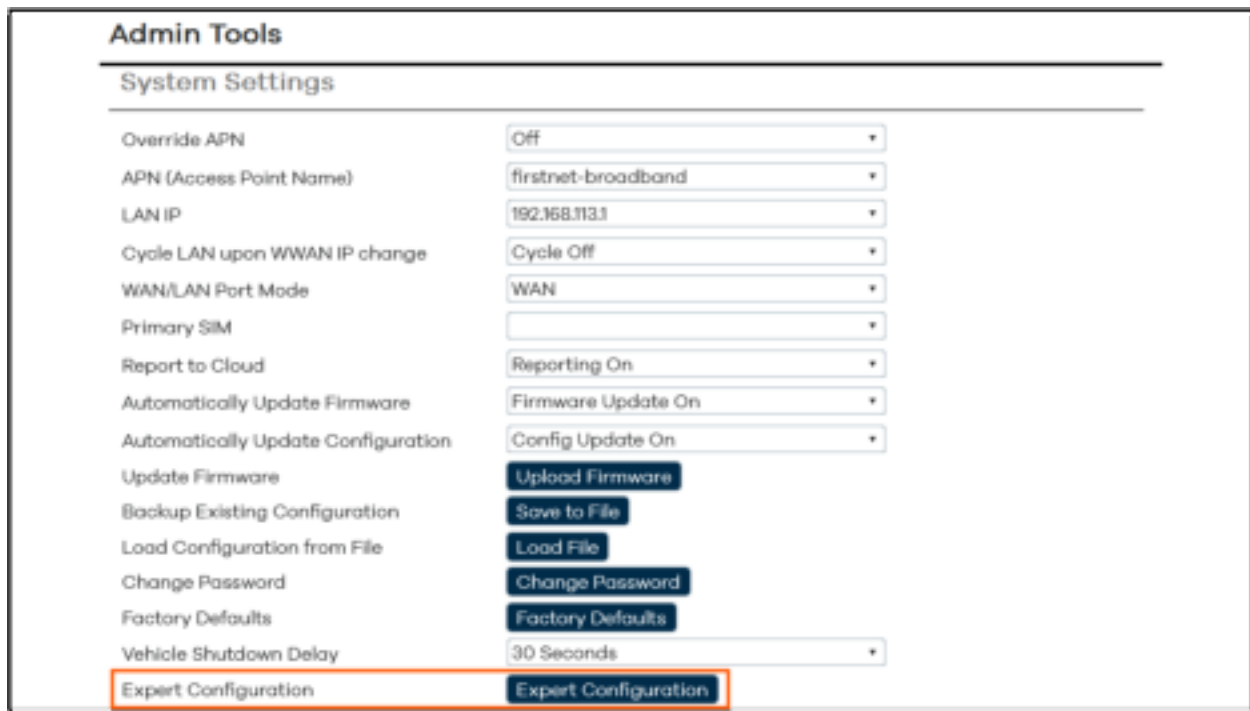 Admin Tools
System Settings
Override APN Off
APN (Access Point Name) firstnet-broadband
LAN IP 192.168.113.1
Cycle LAN upon WWAN IP change Cycle Off
WAN/LAN Port Mode WAN
Primary SIM
Report to Cloud Reporting On
Automatically Update Firmware Firmware Update On
Automatically Update Configuration Config Update On
Update Firmware Upload Firmware
Backup Existing Configuration Save to File
Load Configuration from File Load File
Change Password Change Password
Factory Defaults Factory Defaults
Vehicle Shutdown Delay 30 Seconds
Expert Configuration Expert Configuration